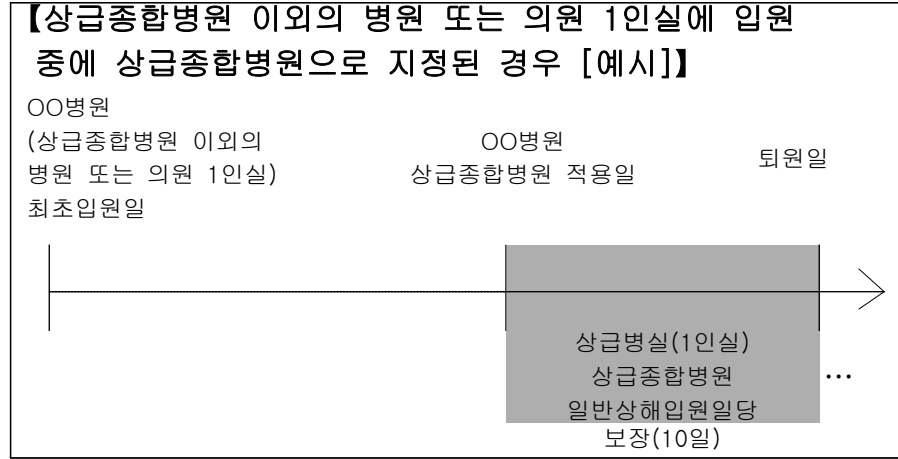 【상급종합병원 이외의 병원 또는 의원 1인실에 입원
중에 상급종합병원으로 지정된 경우 [예시]】
OO병원
(상급종합병원 이외의
병원 또는 의원 1인실)
최초입원일
OO병원
상급종합병원 적용일
퇴원일
상급병실(1인실)
상급종합병원
일반상해입원일당
보장(10일)
…